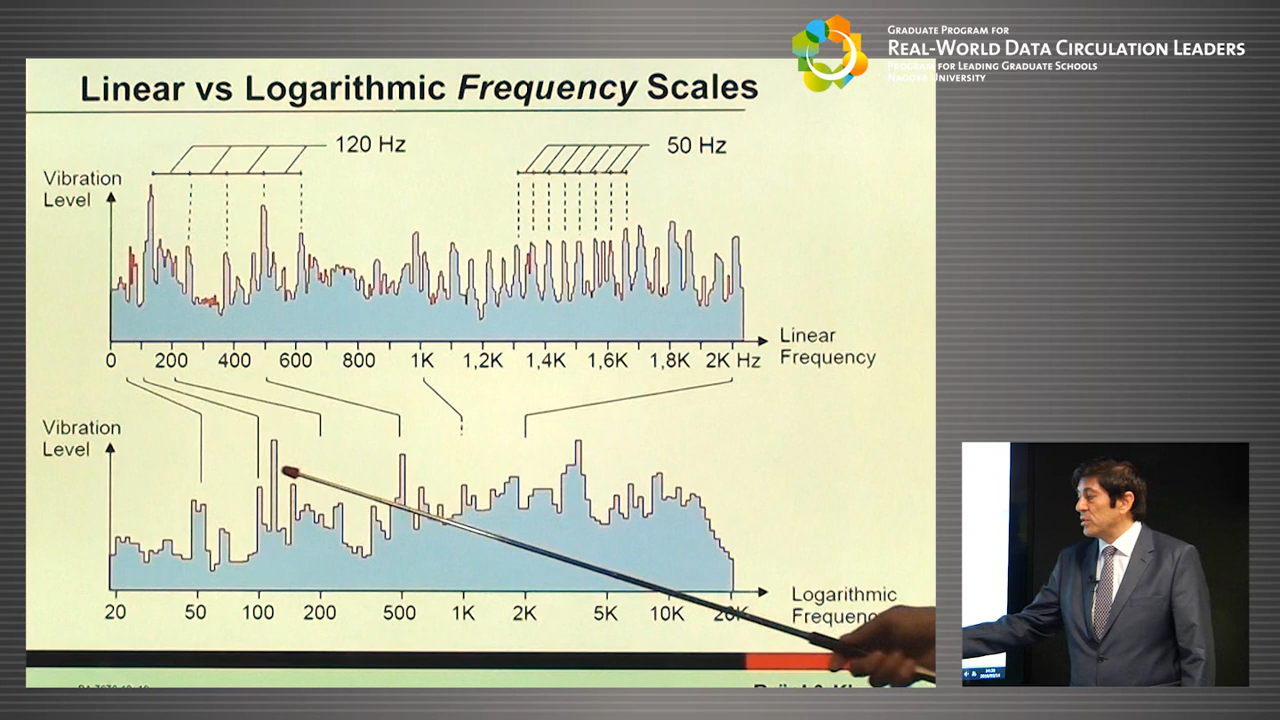 GRADUATE PROGRAM FOR
REAL-WORLD DATA CIRCULATION LEADERS
PROGRAM FOR LEADING GRADUATE SCHOOLS
NAGOYA UNIVERSITY
Linear vs Logarithmic Frequency Scales
120 Hz
50 Hz
Vibration
Level
0 200 400 600 800 1K 1,2K 1,4K 1,6K 1,8K 2K Hz
Linear
Frequency
Vibration
Level
20 50 100 200 500 1K 2K 5K 10K 20K
Logarithmic